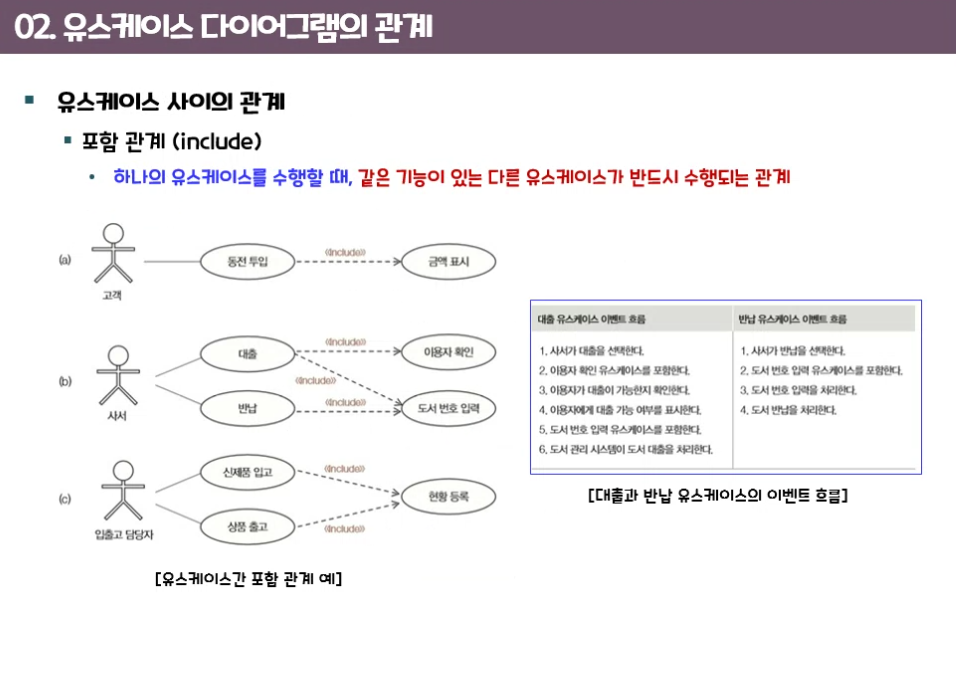 02. 유스케이스 다이어그램의 관계
유스케이스 사이의 관계
포함 관계 (include)
하나의 유스케이스를 수행할 때, 같은 기능이 있는 다른 유스케이스가 반드시 수행되는 관계
(a)
고객
동전 투입
《Include》
금액 표시
(b)
사서
대출
《Include》
이용자 확인
《Include》
반납
《Include》
도서 번호 입력
(c)
입출고 담당자
신제품 입고
《Include》
현황 등록
상품 출고
《Include》
[유스케이스간 포함 관계 예]
대출 유스케이스 이벤트 흐름
1. 사서가 대출을 선택한다.
2. 이용자 확인 유스케이스를 포함한다.
3. 이용자가 대출이 가능한지 확인한다.
4. 이용자에게 대출 가능 여부를 표시한다.
5. 도서 번호 입력 유스케이스를 포함한다.
6. 도서 관리 시스템이 도서 대출을 처리한다.
반납 유스케이스 이벤트 흐름
1. 사서가 반납을 선택한다.
2. 도서 번호 입력 유스케이스를 포함한다.
3. 도서 번호 입력을 처리한다.
4. 도서 반납을 처리한다.
[대출과 반납 유스케이스의 이벤트 흐름]